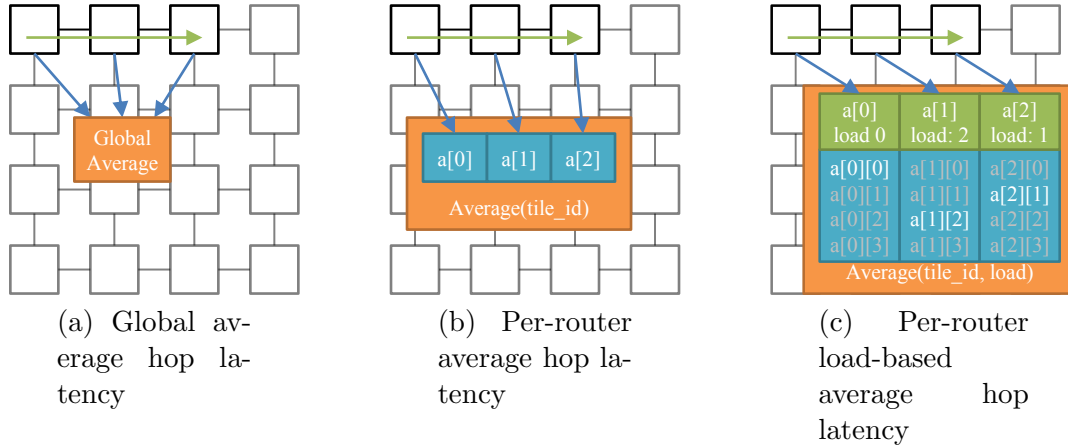 Global
Average
(a) Global av-
erage hop la-
tency
a[0] a[1] a[2]
Average(tile_id)
(b) Per-router
average hop la-
tency
a[0] a[1] a[2]
load 0 load: 2 load: 1
a[0][0] a[1][0] a[2][0]
a[0][1] a[1][1] a[2][1]
a[0][2] a[1][2] a[2][2]
a[0][3] a[1][3] a[2][3]
Average(tile_id, load)
(c) Per-router
load-based
average hop
latency